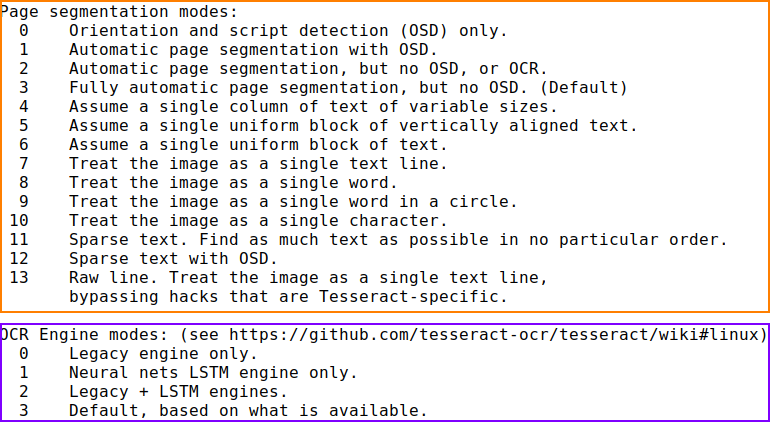 Page segmentation modes:
  0    Orientation and script detection (OSD) only.
  1    Automatic page segmentation with OSD.
  2    Automatic page segmentation, but no OSD, or OCR.
  3    Fully automatic page segmentation, but no OSD. (Default)
  4    Assume a single column of text of variable sizes.
  5    Assume a single uniform block of vertically aligned text.
  6    Assume a single uniform block of text.
  7    Treat the image as a single text line.
  8    Treat the image as a single word.
  9    Treat the image as a single word in a circle.
 10    Treat the image as a single character.
 11    Sparse text. Find as much text as possible in no particular order.
 12    Sparse text with OSD.
 13    Raw line. Treat the image as a single text line,
       bypassing hacks that are Tesseract-specific.
OCR Engine modes: (see https://github.com/tesseract-ocr/tesseract/wiki#linux)
  0    Legacy engine only.
  1    Neural nets LSTM engine only.
  2    Legacy + LSTM engines.
  3    Default, based on what is available.